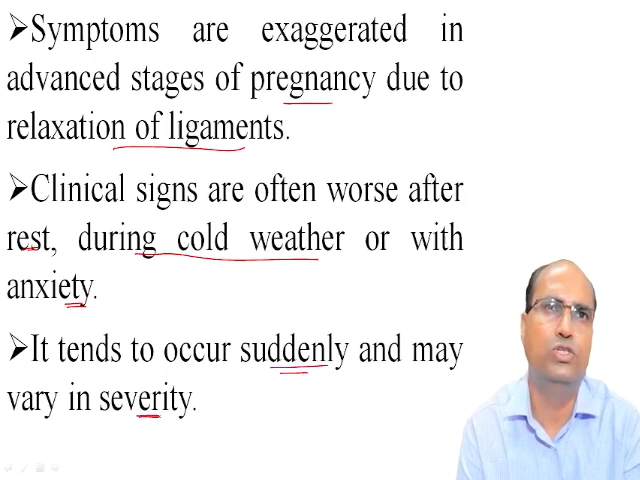 ➢Symptoms are exaggerated in
advanced stages of pregnancy due to
relaxation of ligaments.
➢Clinical signs are often worse after
rest, during cold weather or with
anxiety.
➢It tends to occur suddenly and may
vary in severity.